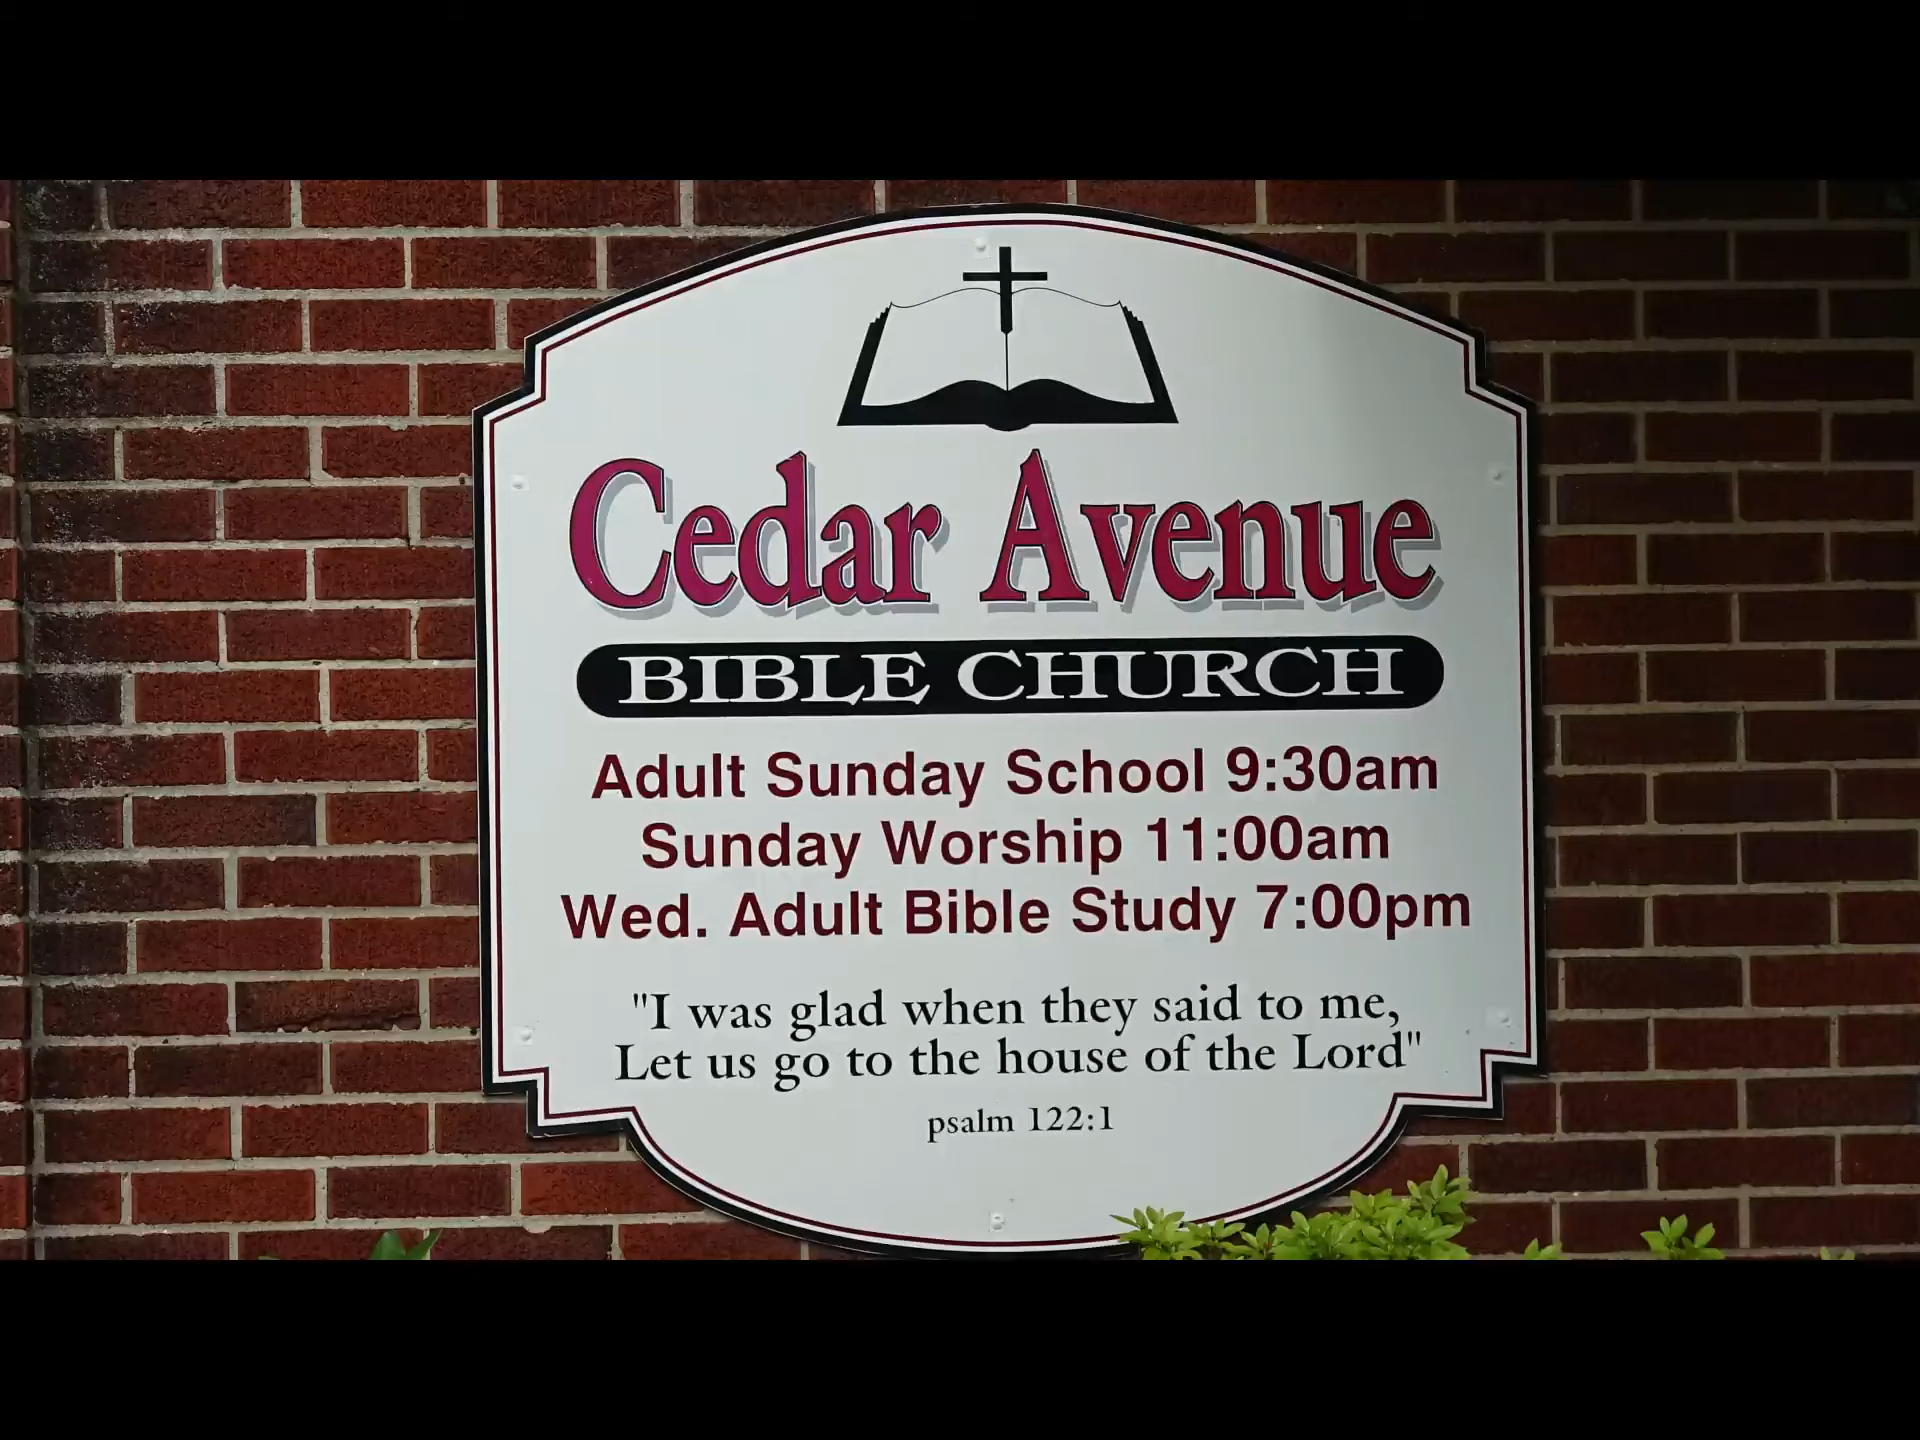 Cedar Avenue
BIBLE CHURCH
Adult Sunday School 9:30am
Sunday Worship 11:00am
Wed. Adult Bible Study 7:00pm
"I was glad when they said to me,
Let us go to the house of the Lord"
psalm 122:1